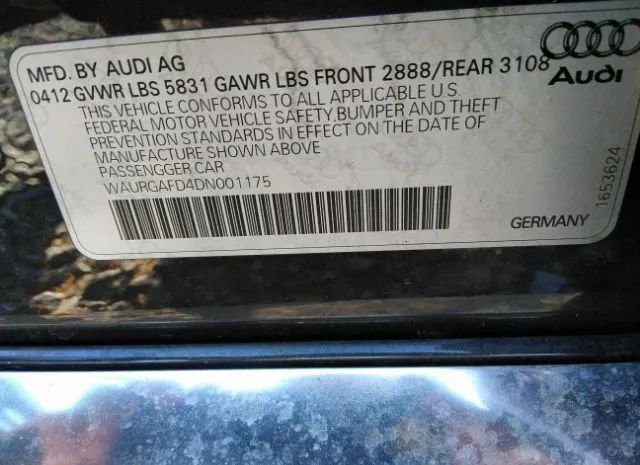 MFD. BY AUDI AG
0412 GVWR LBS 5831 GAWR LBS FRONT 2888/REAR 3108
Audi
THIS VEHICLE CONFORMS TO ALL APPLICABLE U.S.
FEDERAL MOTOR VEHICLE SAFETY,BUMPER AND THEFT
PREVENTION STANDARDS IN EFFECT ON THE DATE OF
MANUFACTURE SHOWN ABOVE
PASSENGGER CAR
WAURGAFD4DN001175
1653624
GERMANY